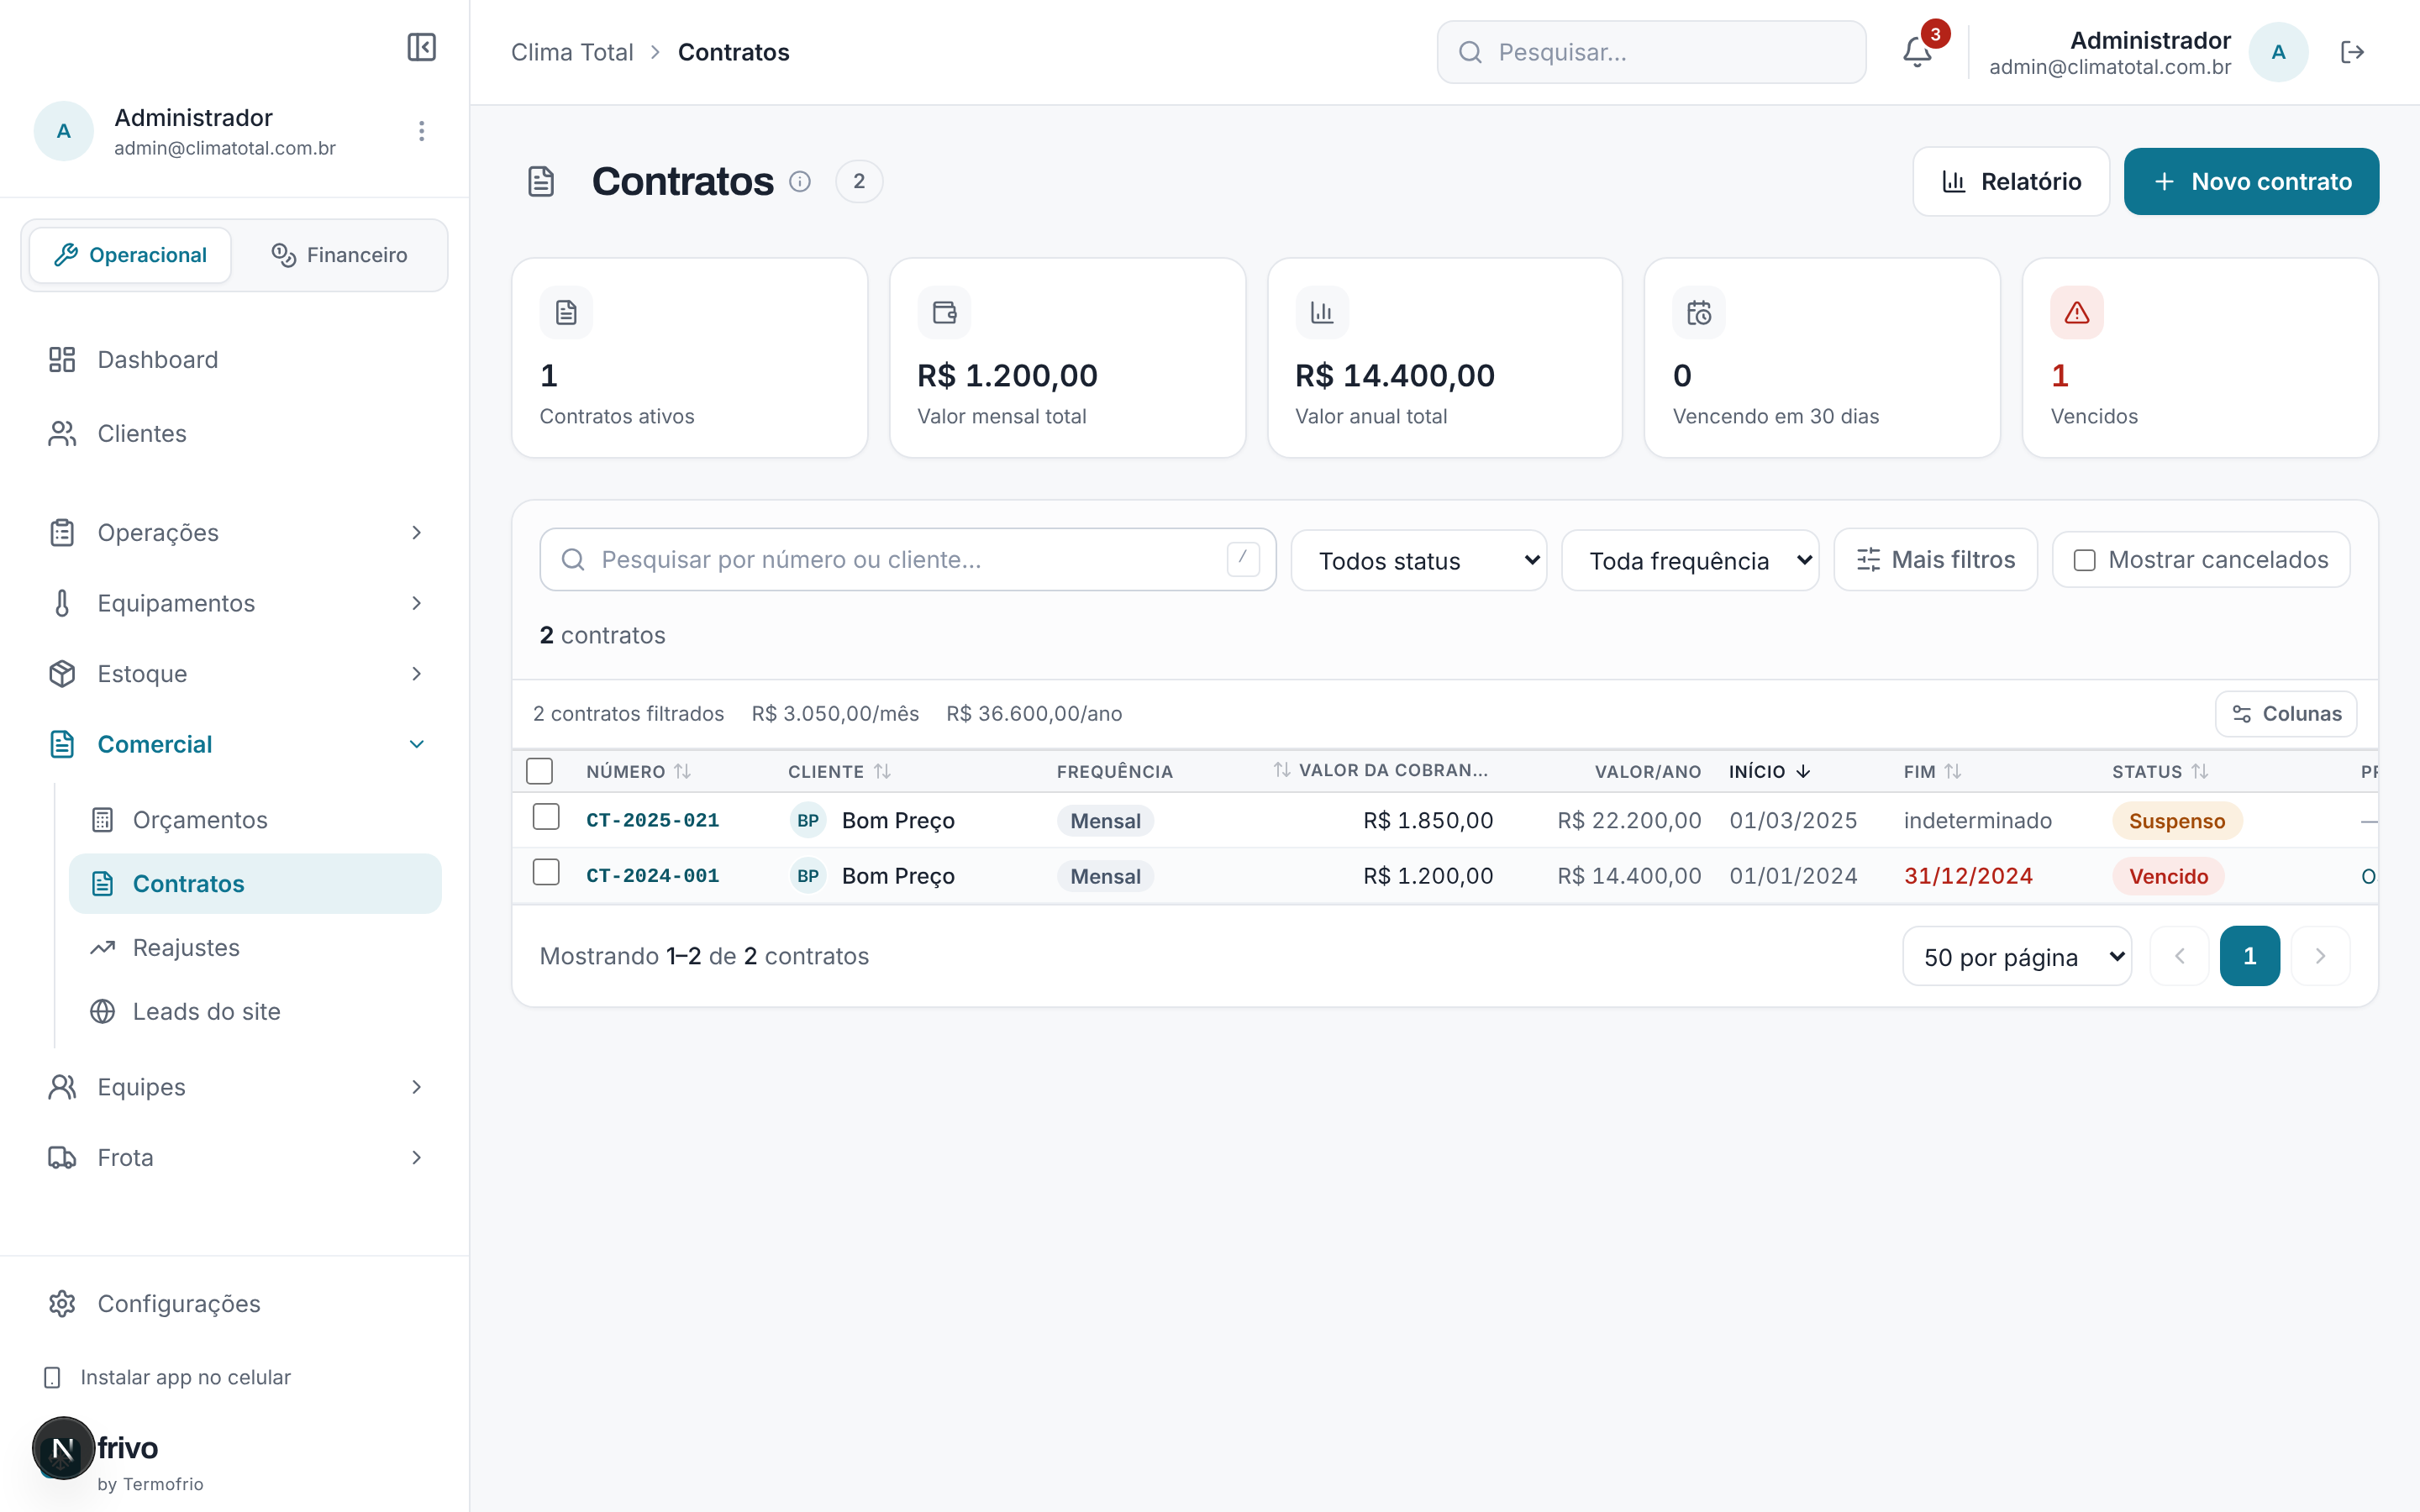 Clima Total > Contratos
Pesquisar...
3
Administrador
admin@climatotal.com.br
A
A
Administrador
admin@climatotal.com.br
Operacional
Financeiro
Dashboard
Clientes
Operações
Equipamentos
Estoque
Comercial
Orçamentos
Contratos
Reajustes
Leads do site
Equipes
Frota
Configurações
Instalar app no celular
N
frivo
by Termofrio
Contratos 2
Relatório
+ Novo contrato
1
Contratos ativos
R$ 1.200,00
Valor mensal total
R$ 14.400,00
Valor anual total
0
Vencendo em 30 dias
1
Vencidos
Pesquisar por número ou cliente... /
Todos status
Toda frequência
Mais filtros
Mostrar cancelados
2 contratos
2 contratos filtrados R$ 3.050,00/mês R$ 36.600,00/ano
Colunas
NÚMERO CLIENTE FREQUÊNCIA VALOR DA COBRAN... VALOR/ANO INÍCIO FIM STATUS
CT-2025-021 BP Bom Preço Mensal R$ 1.850,00 R$ 22.200,00 01/03/2025 indeterminado Suspenso —
CT-2024-001 BP Bom Preço Mensal R$ 1.200,00 R$ 14.400,00 01/01/2024 31/12/2024 Vencido
Mostrando 1–2 de 2 contratos
50 por página
1